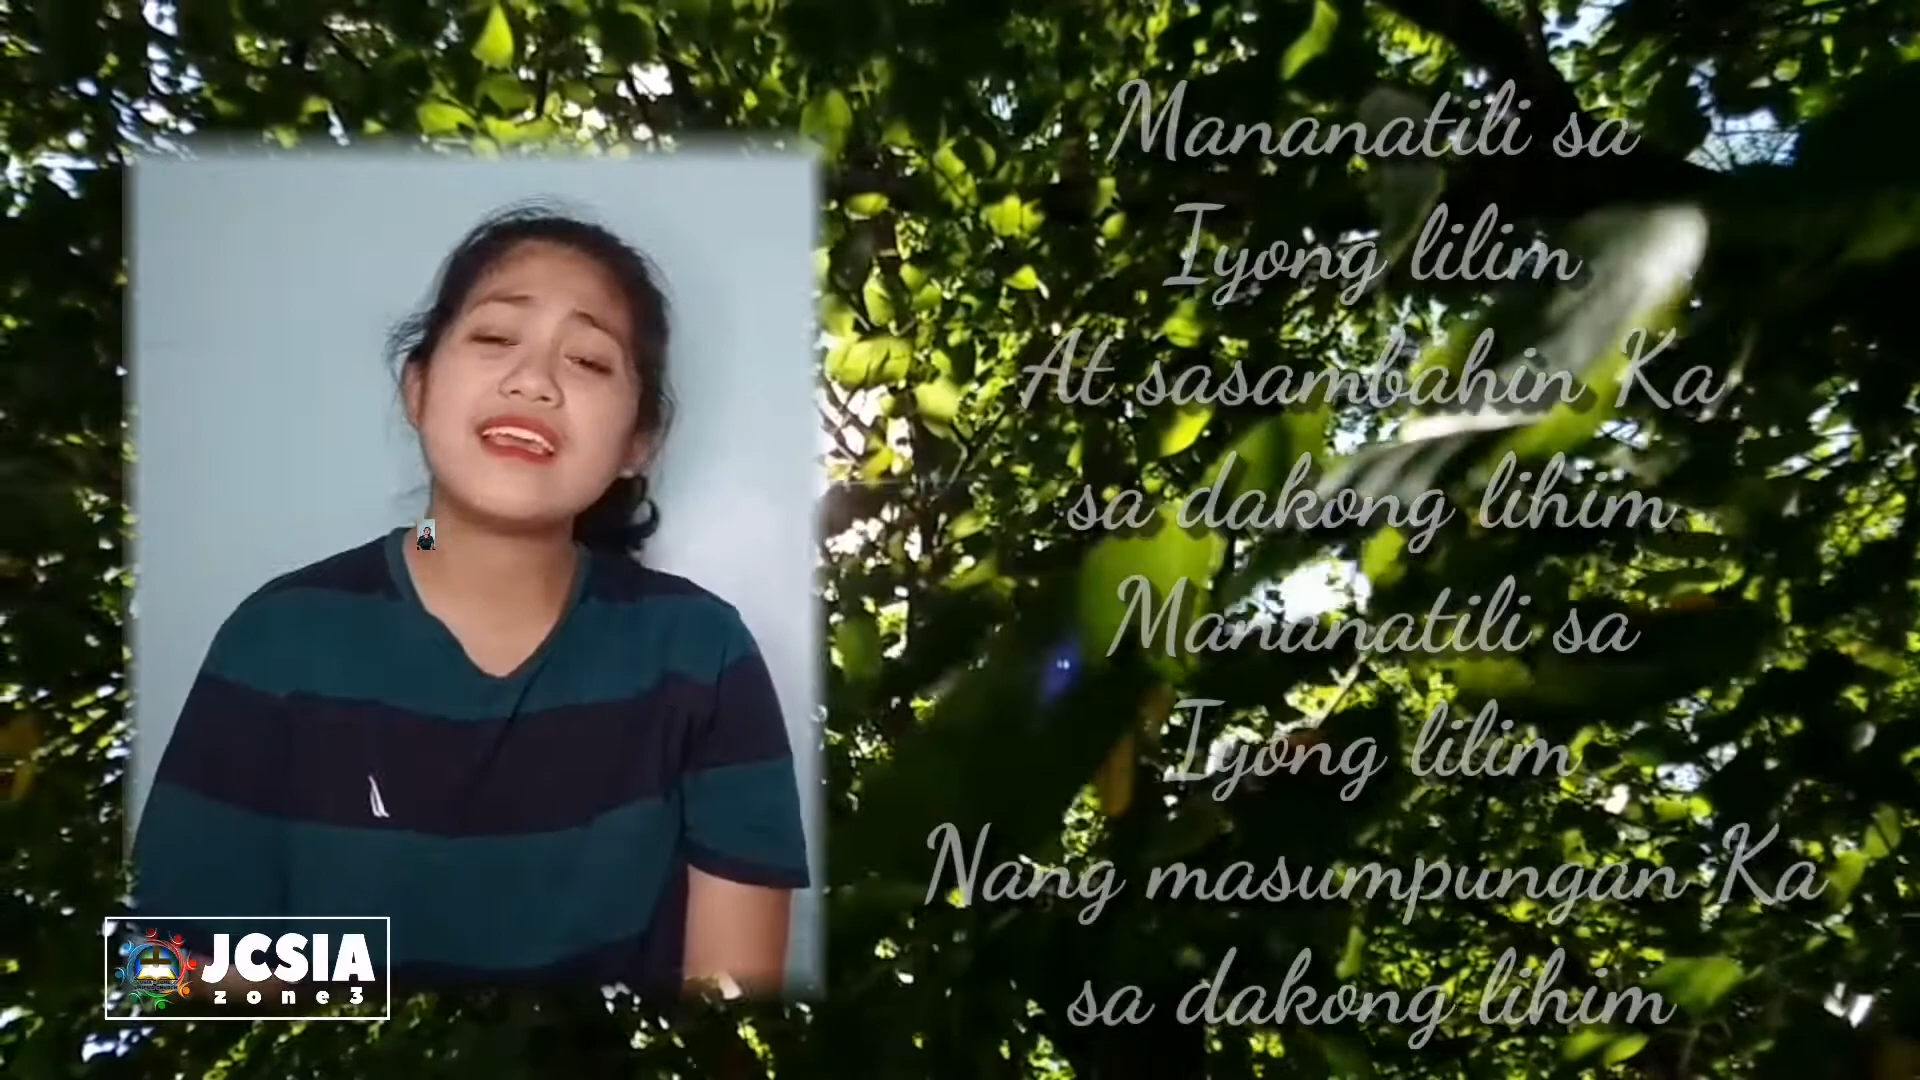 Mananatili sa
Iyong lilim
At sasambahin Ka
sa dakong lihim
Mananatili sa
Iyong lilim
Nang masumpungan Ka
sa dakong lihim
JCSIA
zone3